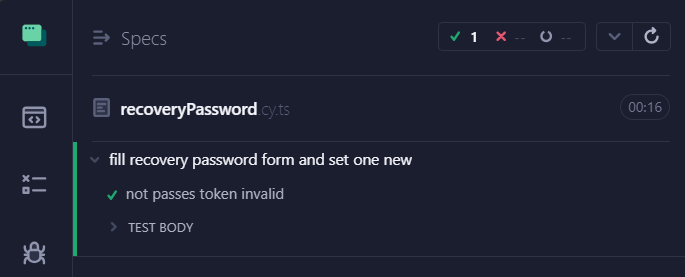 Specs
1
--
--
recoveryPassword.cy.ts
00:16
fill recovery password form and set one new
not passes token invalid
TEST BODY